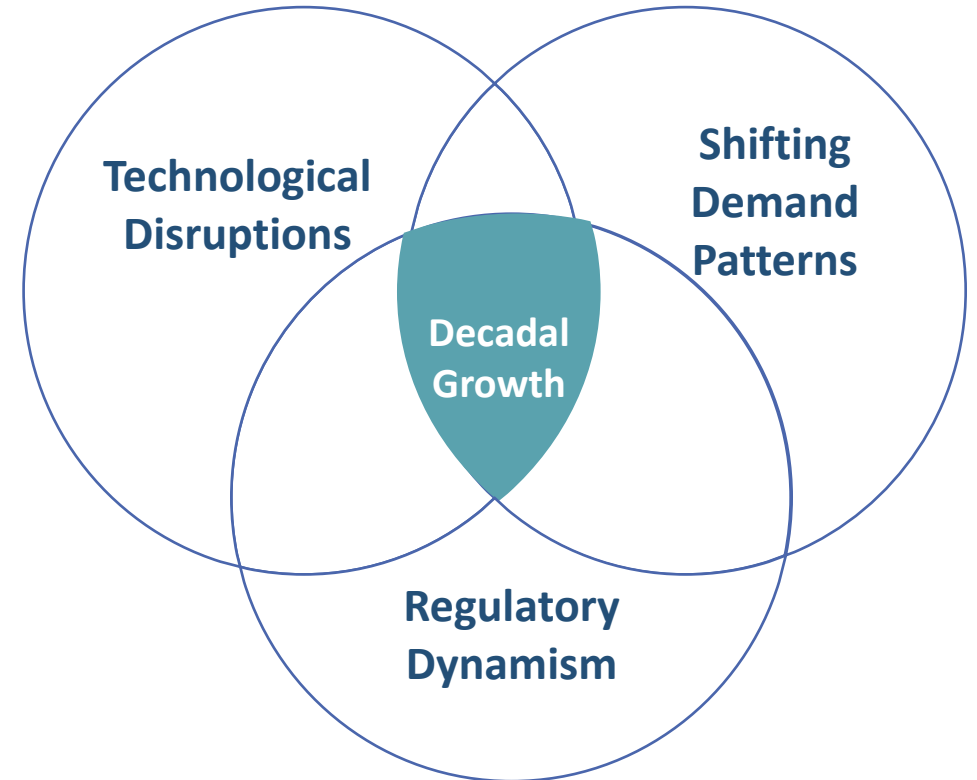 Technological
Disruptions
Shifting
Demand
Patterns
Decadal
Growth
Regulatory
Dynamism